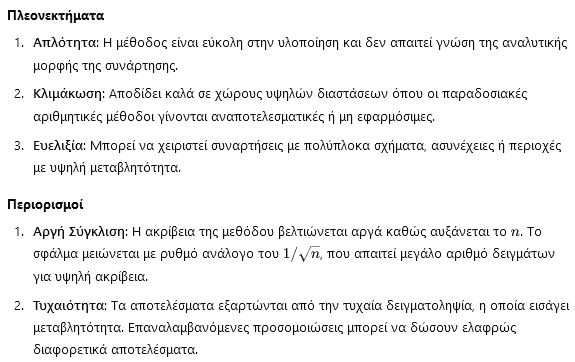 Πλεονεκτήματα
1. Απλότητα: Η μέθοδος είναι εύκολη στην υλοποίηση και δεν απαιτεί γνώση της αναλυτικής
μορφής της συνάρτησης.
2. Κλιμάκωση: Αποδίδει καλά σε χώρους υψηλών διαστάσεων όπου οι παραδοσιακές
αριθμητικές μέθοδοι γίνονται αναποτελεσματικές ή μη εφαρμόσιμες.
3. Ευελιξία: Μπορεί να χειριστεί συναρτήσεις με πολύπλοκα σχήματα, ασυνέχειες ή περιοχές
με υψηλή μεταβλητότητα.
Περιορισμοί
1. Αργή Σύγκλιση: Η ακρίβεια της μεθόδου βελτιώνεται αργά καθώς αυξάνεται το n. Το
σφάλμα μειώνεται με ρυθμό ανάλογο του 1/√n, που απαιτεί μεγάλο αριθμό δειγμάτων
για υψηλή ακρίβεια.
2. Τυχαιότητα: Τα αποτελέσματα εξαρτώνται από την τυχαία δειγματοληψία, η οποία εισάγει
μεταβλητότητα. Επαναλαμβανόμενες προσομοιώσεις μπορεί να δώσουν ελαφρώς
διαφορετικά αποτελέσματα.